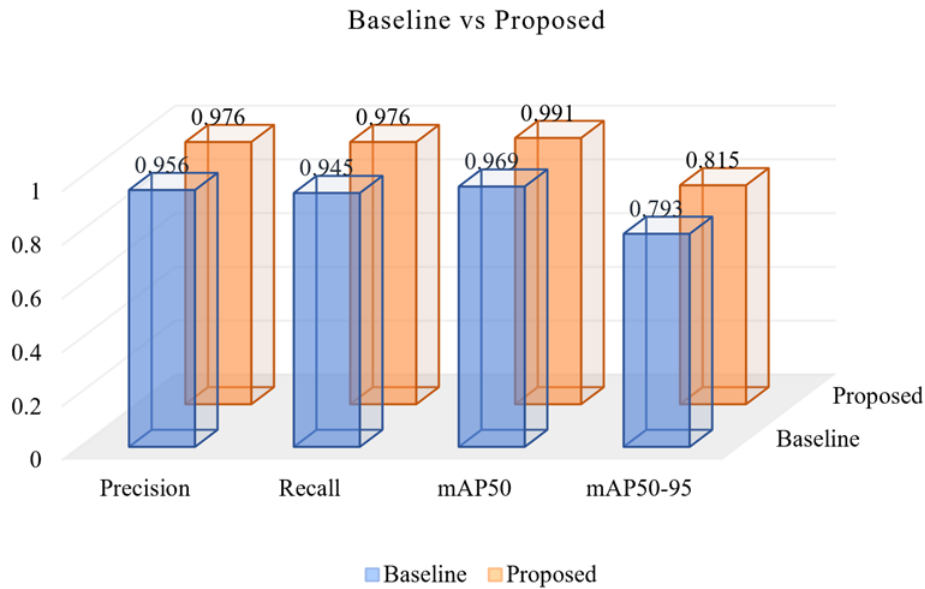 Baseline vs Proposed
0.976 0.976 0.991 0.815
0.956 0.945 0.969 0.793
1
0.8
0.6
0.4
0.2
0
Proposed
Baseline
Precision Recall mAP50 mAP50-95
Baseline Proposed